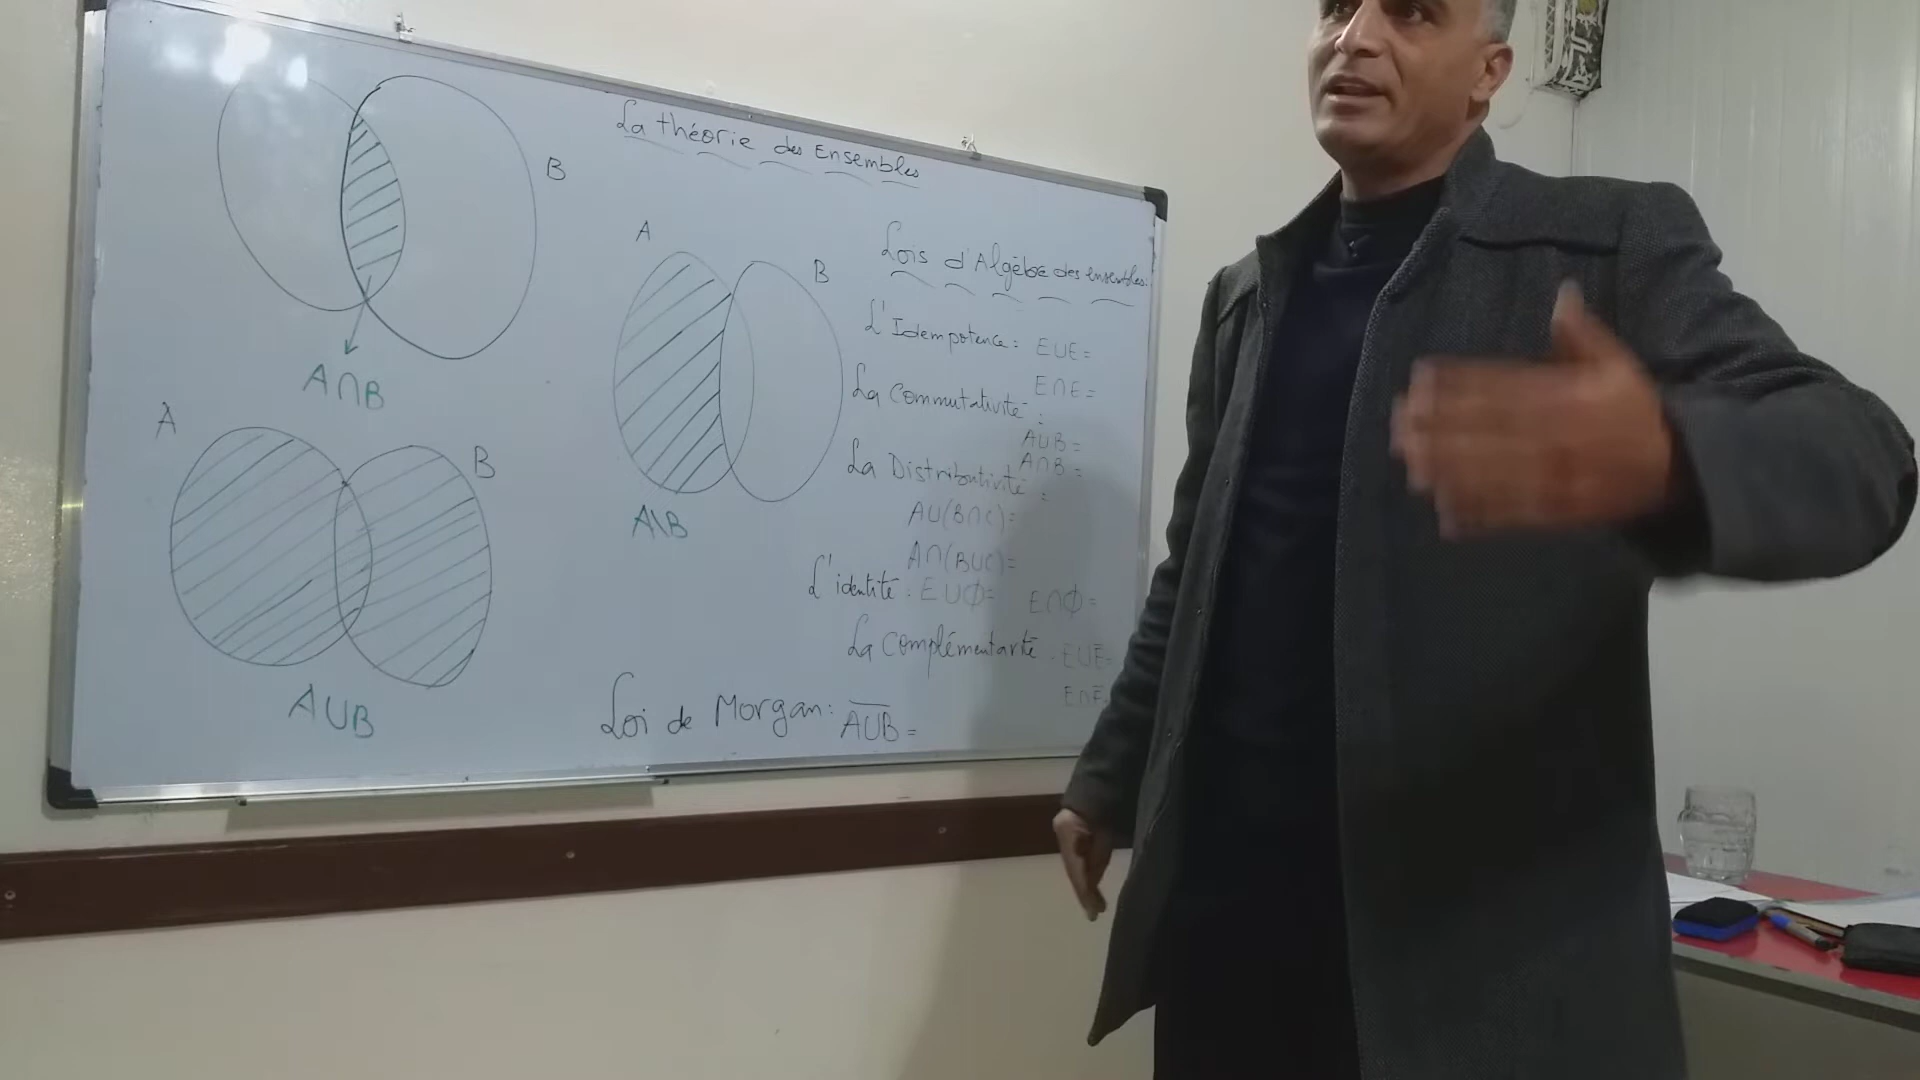 La théorie des Ensembles
B
A∩B
A
B
A∪B
A
B
A\B
Lois d'Algèbre des ensembles:
L'Idempotence: E∪E=
E∩E=
La Commutativité:
A∪B=
A∩B=
La Distributivité:
A∪(B∩C)=
A∩(B∪C)=
L'identité: E∪∅= E∩∅=
La Complémentarité. E∪E̅=
E∩E̅=
Loi de Morgan: A̅∪̅B̅=